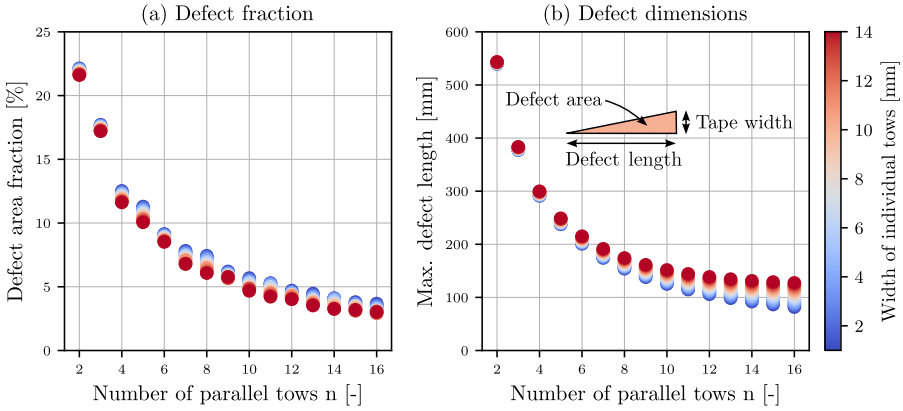 (a) Defect fraction
Defect area fraction [%]
25
20
15
10
5
0
2 4 6 8 10 12 14 16
Number of parallel tows n [-]
(b) Defect dimensions
Max. defect length [mm]
600
500
400
300
200
100
0
Defect area
Tape width
Defect length
2 4 6 8 10 12 14 16
Number of parallel tows n [-]
14
12
10
8
6
4
2
Width of individual tows [mm]